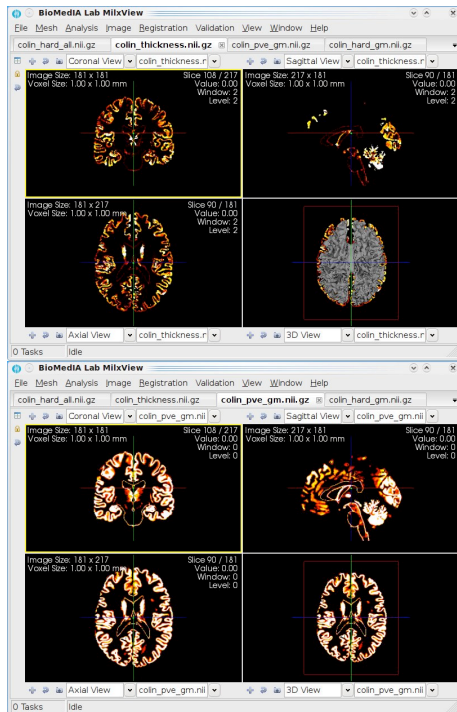 BioMedIA Lab MilxView
File Mesh Analysis Image Registration Validation View Window Help
colin_hard_all.nii.gz colin_thickness.nii.gz colin_pve_gm.nii.gz colin_hard_gm.nii.gz
Coronal View colin_thickness.r Sagittal View colin_thickness.r
Image Size: 181 x 181 Slice 108 / 217 Image Size: 217 x 181 Slice 90 / 181
Voxel Size: 1.00 x 1.00 mm Value: 0.00 Voxel Size: 1.00 x 1.00 mm Value: 0.00
Window: 2 Window: 2
Level: 2 Level: 2
Image Size: 181 x 217 Slice 90 / 181
Voxel Size: 1.00 x 1.00 mm Value: 0.00
Window: 2
Level: 2
Axial View colin_thickness.r 3D View colin_thickness.r
0 Tasks Idle
BioMedIA Lab MilxView
File Mesh Analysis Image Registration Validation View Window Help
colin_hard_all.nii.gz colin_thickness.nii.gz colin_pve_gm.nii.gz colin_hard_gm.nii.gz
Coronal View colin_pve_gm.nii Sagittal View colin_pve_gm.nii
Image Size: 181 x 181 Slice 108 / 217 Image Size: 217 x 181 Slice 90 / 181
Voxel Size: 1.00 x 1.00 mm Value: 0.00 Voxel Size: 1.00 x 1.00 mm Value: 0.00
Window: 0 Window: 0
Level: 0 Level: 0
Image Size: 181 x 217 Slice 90 / 181
Voxel Size: 1.00 x 1.00 mm Value: 0.00
Window: 0
Level: 0
Axial View colin_pve_gm.nii 3D View colin_pve_gm.nii
0 Tasks Idle